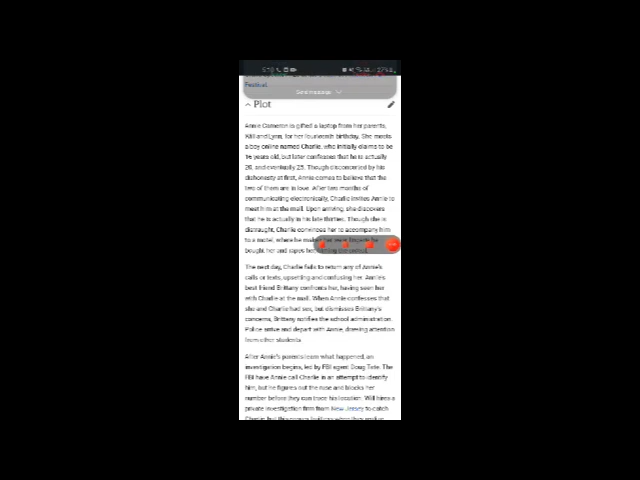 Festival.
Plot
Annie Cameron is gifted a laptop from her parents,
Will and Lynn, for her fourteenth birthday. She meets
a boy online named Charlie, who initially claims to be
16 years old, but later confesses that he is actually
20, and eventually 25. Though disconcerted by his
dishonesty at first, Annie comes to believe that the
two of them are in love. After two months of
communicating electronically, Charlie invites Annie to
meet him at the mall. Upon arriving, she discovers
that he is actually in his late thirties. Though she is
distraught, Charlie convinces her to accompany him
to a motel, where he makes her wear lingerie he
bought her and rapes her
The next day, Charlie fails to return any of Annie's
calls or texts, upsetting and confusing her. Annie's
best friend Brittany confronts her, having seen her
with Charlie at the mall. When Annie confesses that
she and Charlie had sex, but dismisses Brittany's
concerns, Brittany notifies the school administration.
Police arrive and depart with Annie, drawing attention
from other students.
After Annie's parents learn what happened, an
investigation begins, led by FBI agent Doug Tate. The
FBI have Annie call Charlie in an attempt to identify
him, but he figures out the ruse and blocks her
number before they can trace his location. Will hires a
private investigation firm from New Jersey to catch